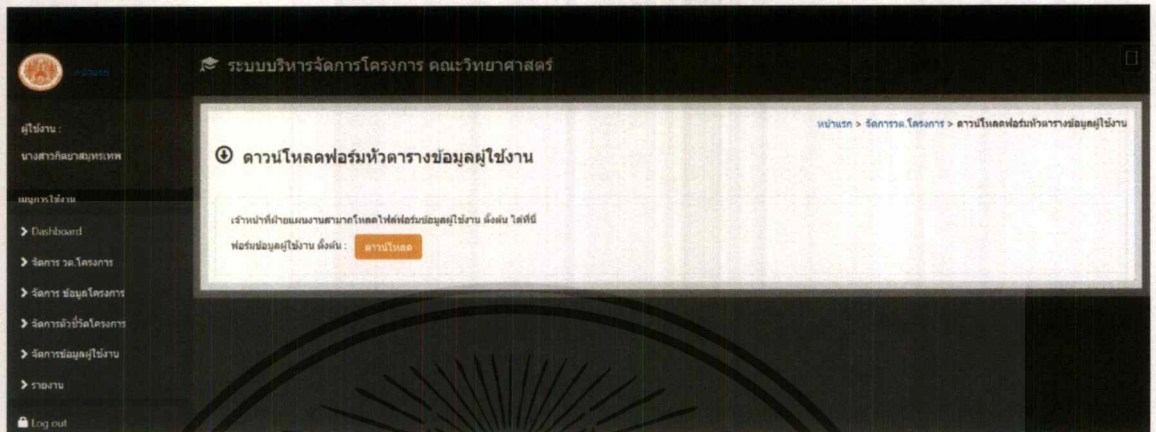 หน้าแรก
ระบบบริหารจัดการโครงการ คณะวิทยาศาสตร์
ผู้ใช้งาน :
นางสาวกิตยาสมุทรเทพ
เมนูการใช้งาน
Dashboard
จัดการ วด.โครงการ
จัดการ ข้อมูลโครงการ
จัดการตัวชี้วัดโครงการ
จัดการข้อมูลผู้ใช้งาน
รายงาน
Log out
หน้าแรก > จัดการวด.โครงการ > ดาวน์โหลดฟอร์มหัวตารางข้อมูลผู้ใช้งาน
ดาวน์โหลดฟอร์มหัวตารางข้อมูลผู้ใช้งาน
เจ้าหน้าที่ฝ่ายแผนงานสามาถโหลดไฟล์ฟอร์มข้อมูลผู้ใช้งาน ตั้งต้น ได้ที่นี่
ฟอร์มข้อมูลผู้ใช้งาน ตั้งต้น : ดาวน์โหลด